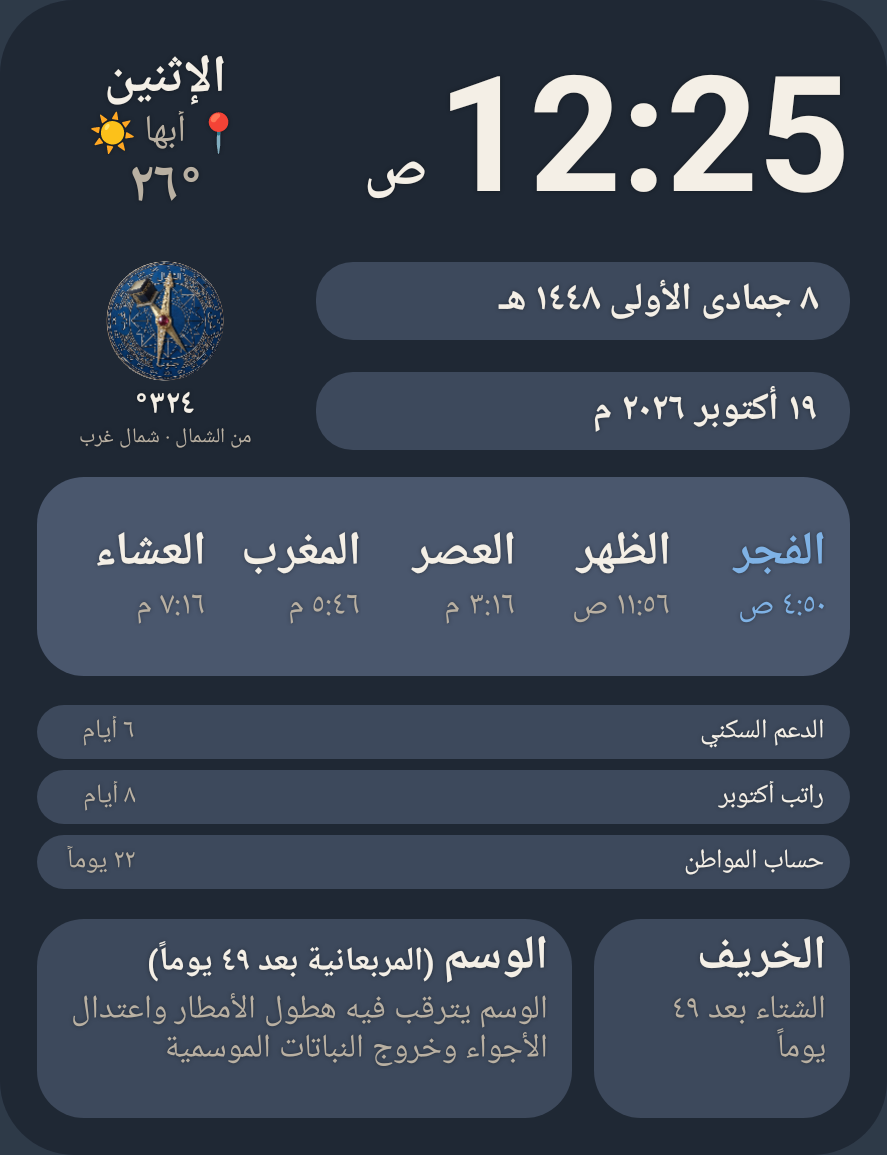 12:25 ص
الإثنين
📍 أبها ☀️
٢٦°
٨ جمادى الأولى ١٤٤٨ هـ
١٩ أكتوبر ٢٠٢٦ م
٣٢٤°
من الشمال · شمال غرب
الفجر الظهر العصر المغرب العشاء
٤:٥٠ ص ١١:٥٦ ص ٣:١٦ م ٥:٤٦ م ٧:١٦ م
الدعم السكني ٦ أيام
راتب أكتوبر ٨ أيام
حساب المواطن ٢٢ يوماً
الخريف
الشتاء بعد ٤٩
يوماً
الوسم (المربعانية بعد ٤٩ يوماً)
الوسم يترقب فيه هطول الأمطار واعتدال
الأجواء وخروج النباتات الموسمية